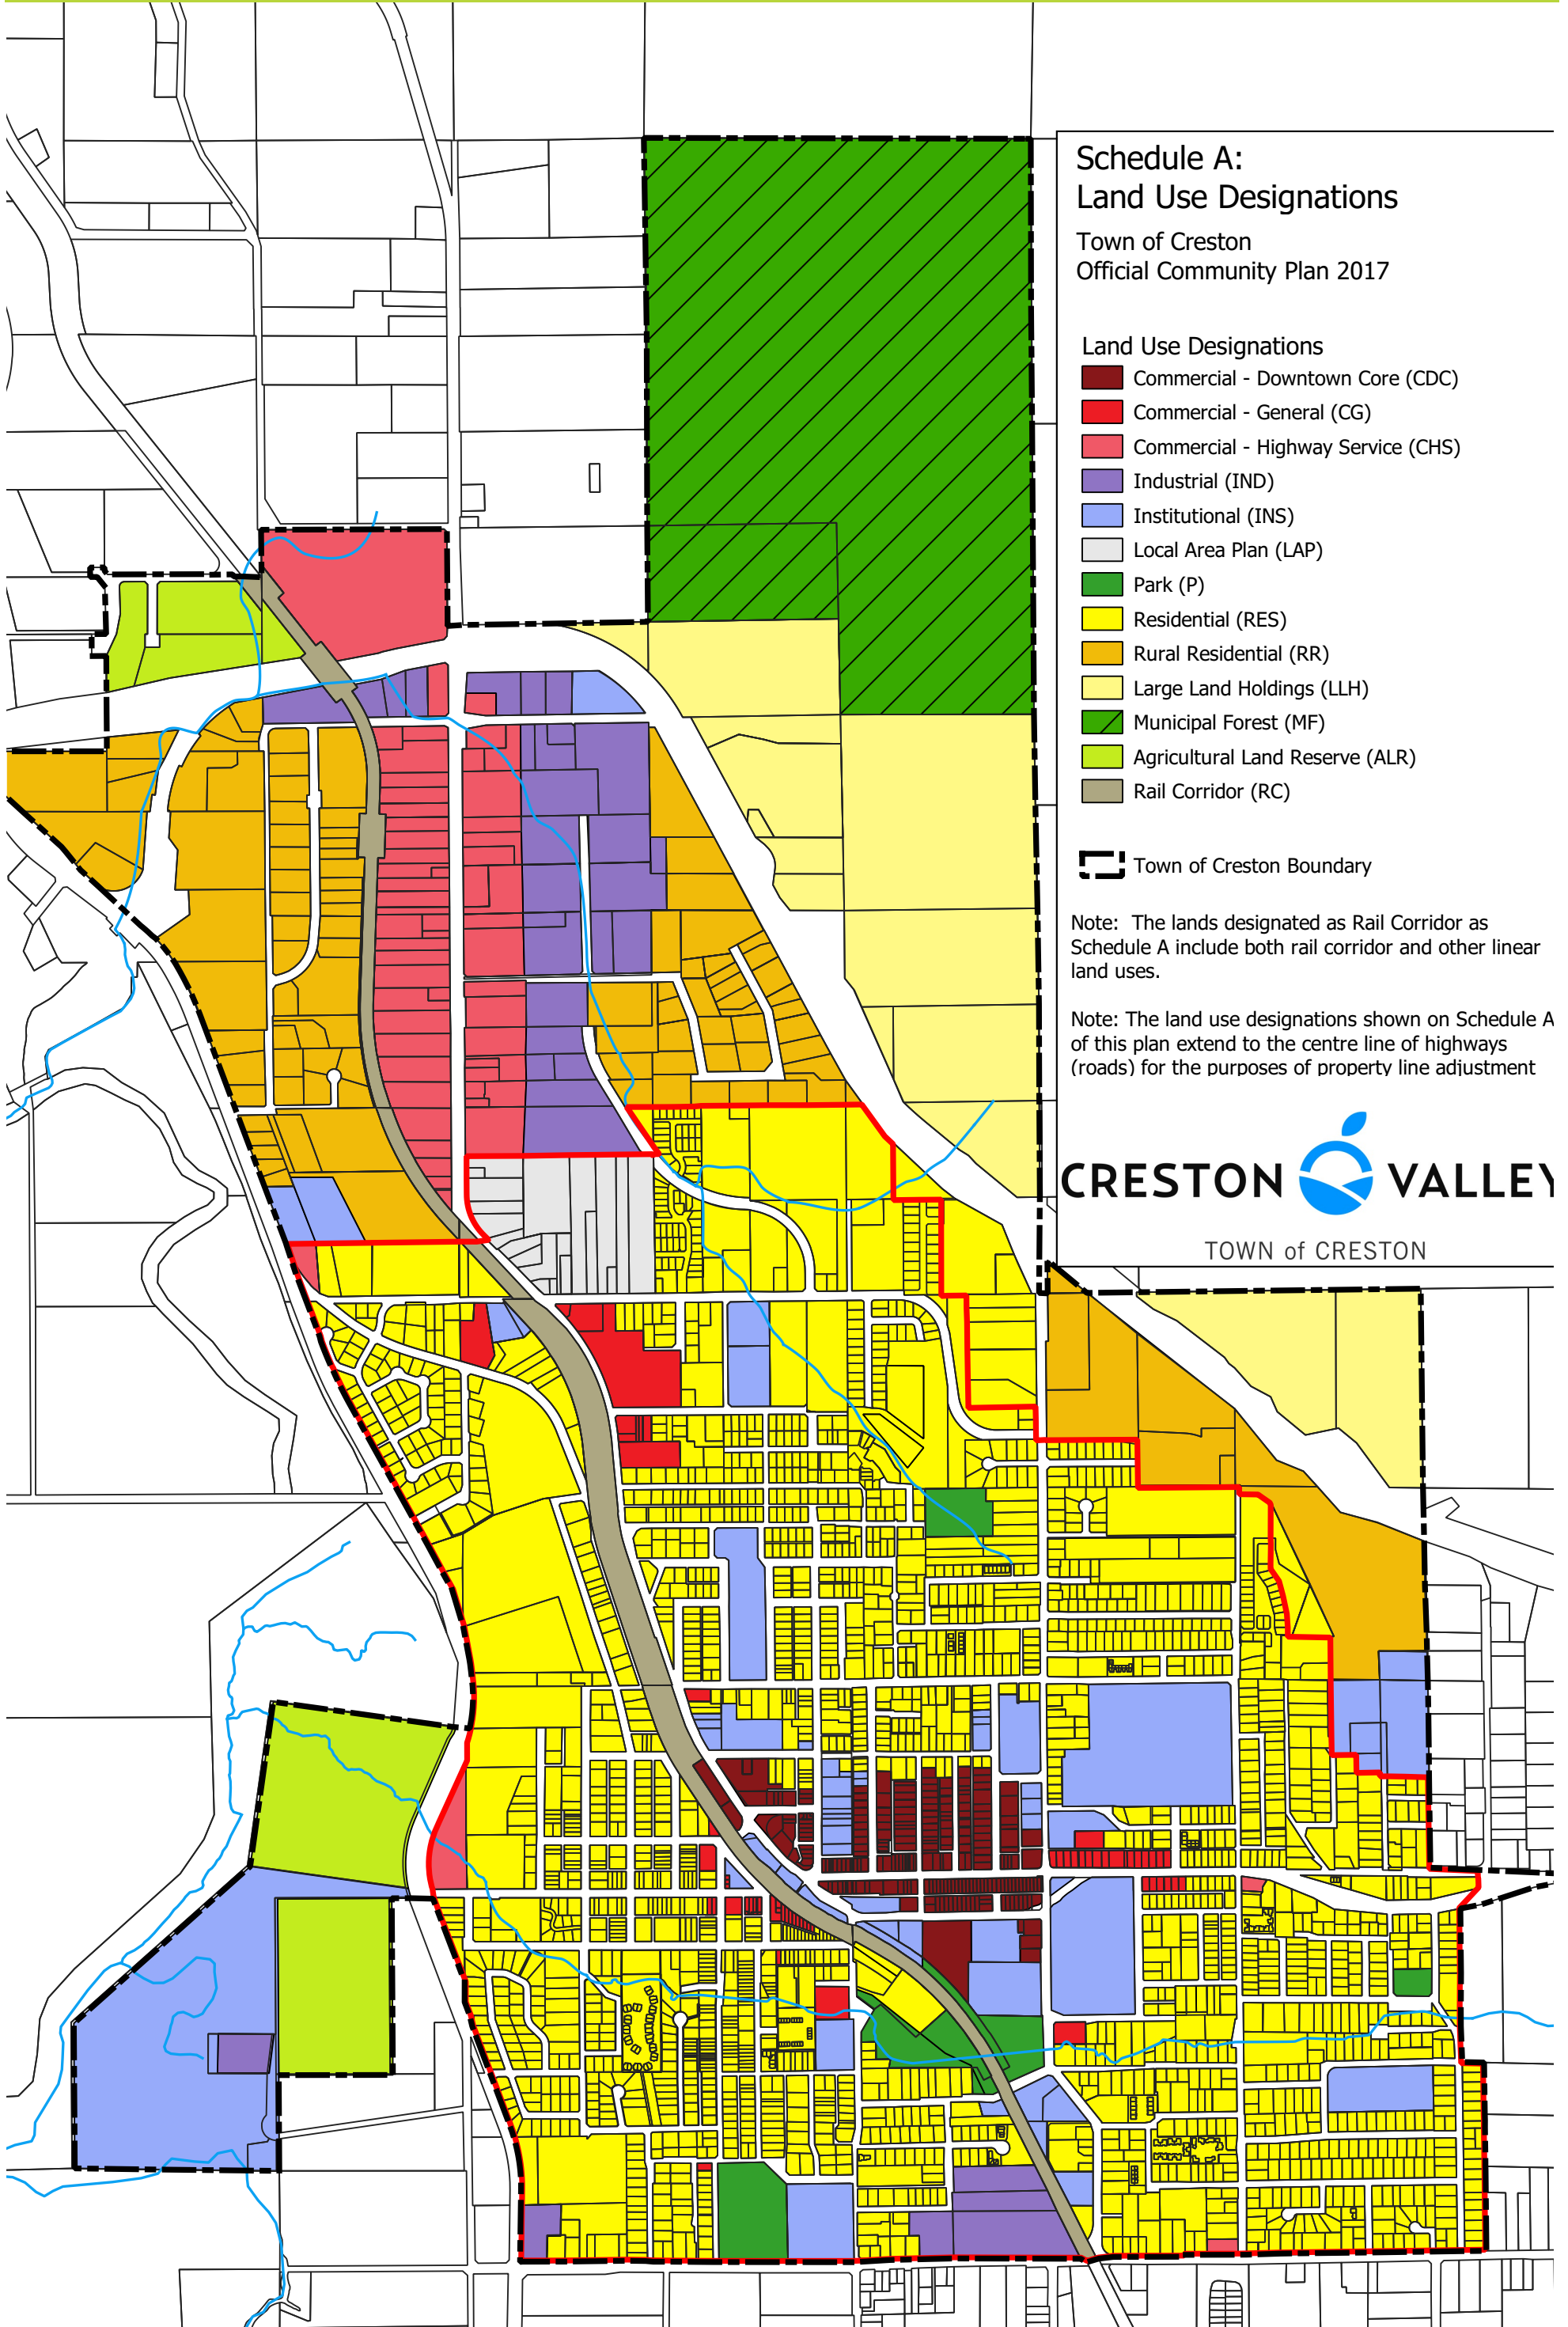 Schedule A:
Land Use Designations
Town of Creston
Official Community Plan 2017
Land Use Designations
Commercial - Downtown Core (CDC)
Commercial - General (CG)
Commercial - Highway Service (CHS)
Industrial (IND)
Institutional (INS)
Local Area Plan (LAP)
Park (P)
Residential (RES)
Rural Residential (RR)
Large Land Holdings (LLH)
Municipal Forest (MF)
Agricultural Land Reserve (ALR)
Rail Corridor (RC)
Town of Creston Boundary
Note: The lands designated as Rail Corridor as
Schedule A include both rail corridor and other linear
land uses.
Note: The land use designations shown on Schedule A
of this plan extend to the centre line of highways
(roads) for the purposes of property line adjustment
CRESTON VALLEY
TOWN of CRESTON